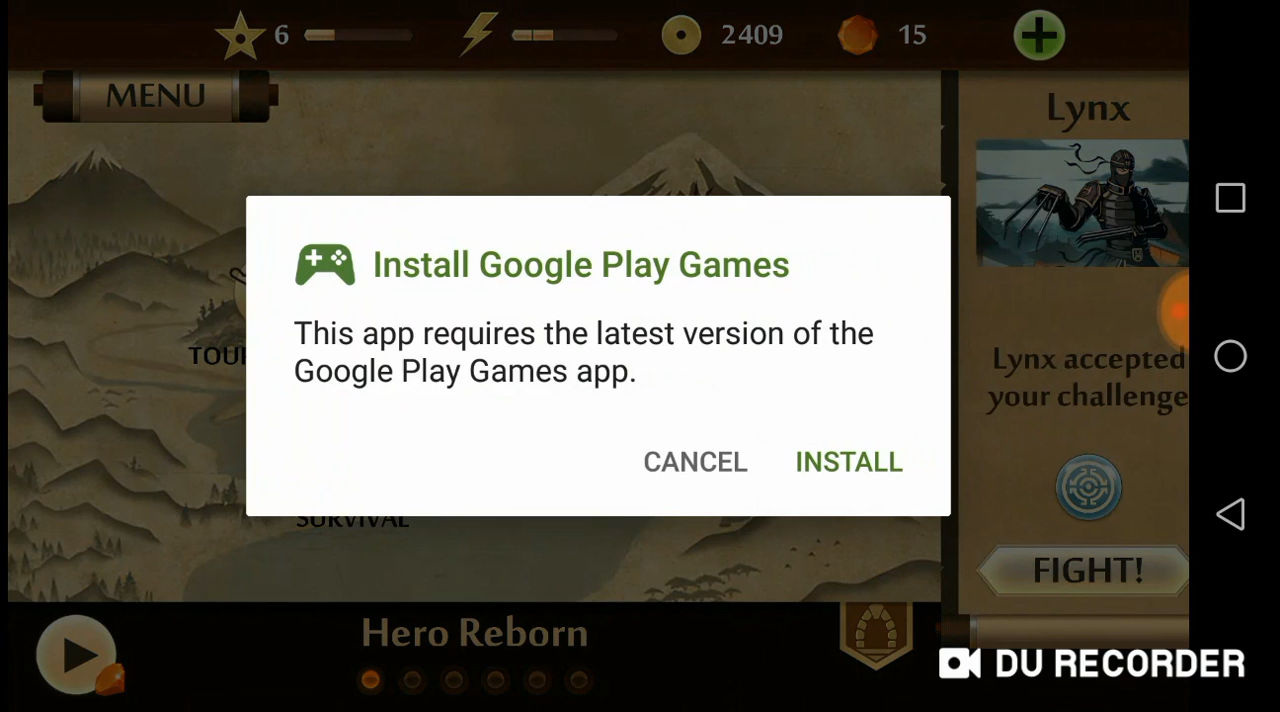 6
2409
15
MENU
Lynx
Install Google Play Games
This app requires the latest version of the
Google Play Games app.
TOUR
Lynx accepted
your challenge
CANCEL
INSTALL
SURVIVAL
FIGHT!
Hero Reborn
DU RECORDER